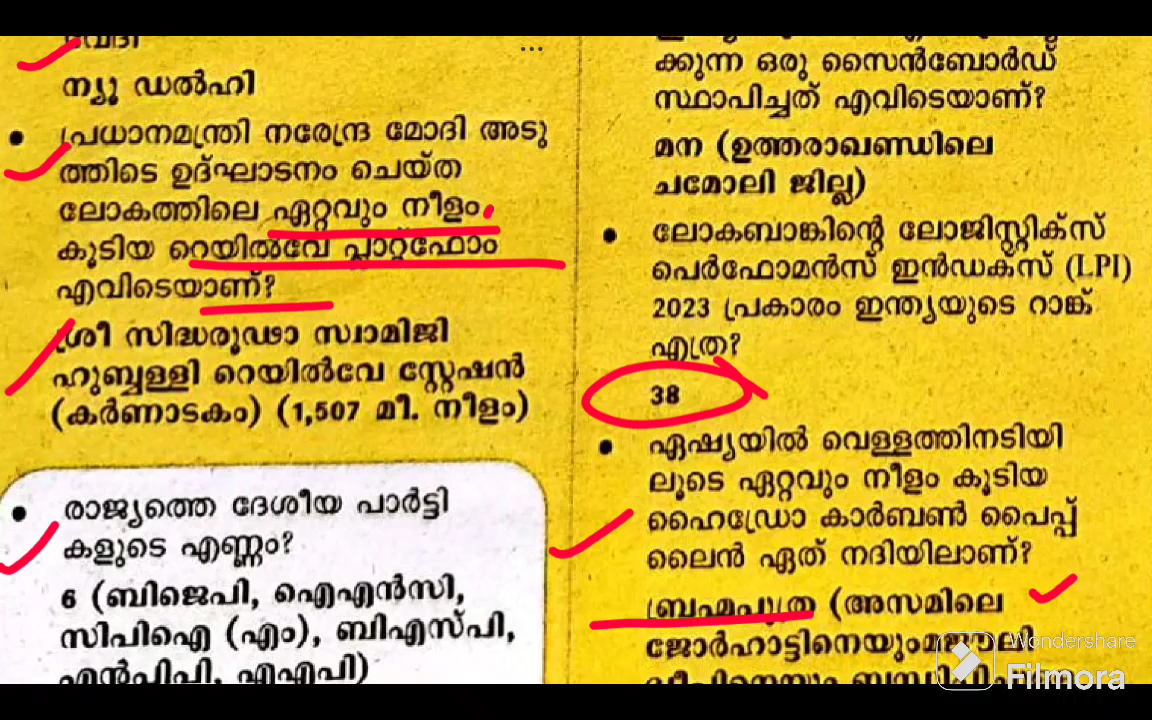 വേദി
ന്യൂ ഡൽഹി
• പ്രധാനമന്ത്രി നരേന്ദ്ര മോദി അടു
ത്തിടെ ഉദ്ഘാടനം ചെയ്ത
ലോകത്തിലെ ഏറ്റവും നീളം
കൂടിയ റെയിൽവേ പ്ലാറ്റ്ഫോം
എവിടെയാണ്?
ശ്രീ സിദ്ധരൂഢാ സ്വാമിജി
ഹുബ്ബള്ളി റെയിൽവേ സ്റ്റേഷൻ
(കർണാടകം) (1,507 മീ. നീളം)
• രാജ്യത്തെ ദേശീയ പാർട്ടി
കളുടെ എണ്ണം?
6 (ബിജെപി, ഐഎൻസി,
സിപിഐ (എം), ബിഎസ്പി,
എൻപിപി, എഎപി)
ക്കുന്ന ഒരു സൈൻബോർഡ്
സ്ഥാപിച്ചത് എവിടെയാണ്?
മന (ഉത്തരാഖണ്ഡിലെ
ചമോലി ജില്ല)
• ലോകബാങ്കിന്റെ ലോജിസ്റ്റിക്സ്
പെർഫോമൻസ് ഇൻഡക്സ് (LPI)
2023 പ്രകാരം ഇന്ത്യയുടെ റാങ്ക്
എത്ര?
38
• ഏഷ്യയിൽ വെള്ളത്തിനടിയി
ലൂടെ ഏറ്റവും നീളം കൂടിയ
ഹൈഡ്രോ കാർബൺ പൈപ്പ്
ലൈൻ ഏത് നദിയിലാണ്?
ബ്രഹ്മപുത്ര (അസമിലെ
ജോർഹാട്ടിനെയും
Wondershare
Filmora